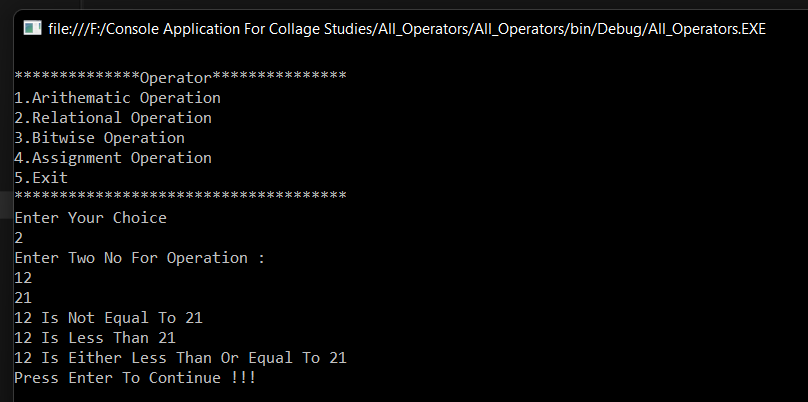 file:///F:/Console Application For Collage Studies/All_Operators/All_Operators/bin/Debug/All_Operators.EXE
**************Operator***************
1.Arithematic Operation
2.Relational Operation
3.Bitwise Operation
4.Assignment Operation
5.Exit
*************************************
Enter Your Choice
2
Enter Two No For Operation :
12
21
12 Is Not Equal To 21
12 Is Less Than 21
12 Is Either Less Than Or Equal To 21
Press Enter To Continue !!!